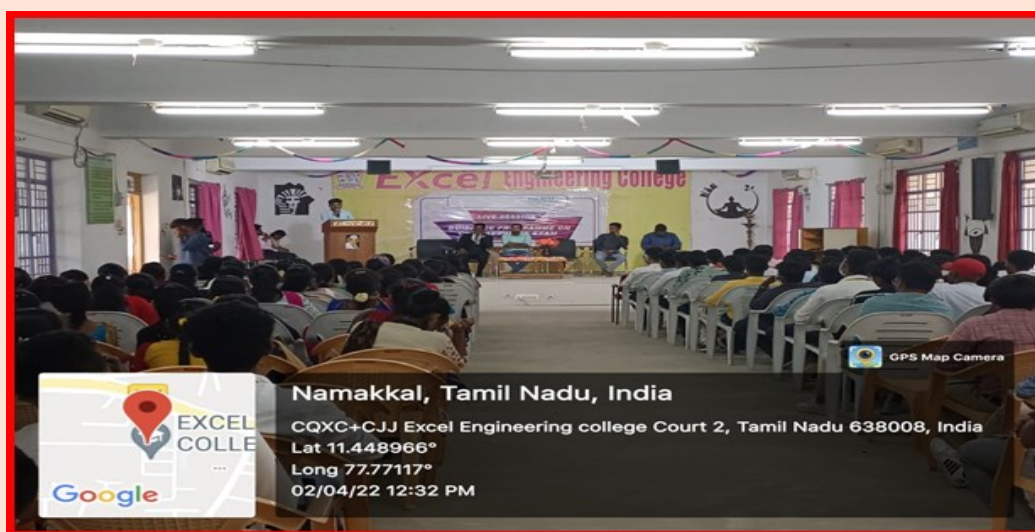 Excel Engineering College
LIVE SESSION
PROGRAMME ON
GPS Map Camera
Namakkal, Tamil Nadu, India
EXCEL
COLLE
CQXC+CJJ Excel Engineering college Court 2, Tamil Nadu 638008, India
Lat 11.448966°
Long 77.77117°
02/04/22 12:32 PM
Google